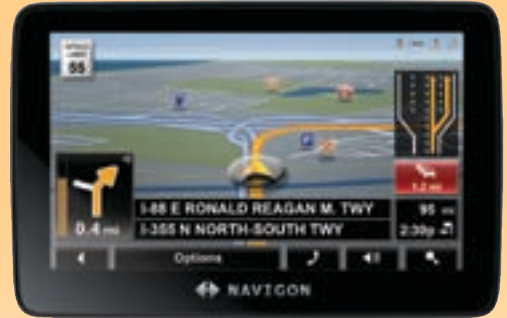 SPEED
LIMIT
55
1.2 mi
0.4 mi
I-88 E RONALD REAGAN M. TWY
95 mi
I-355 N NORTH-SOUTH TWY
2:30p
Options
NAVIGON